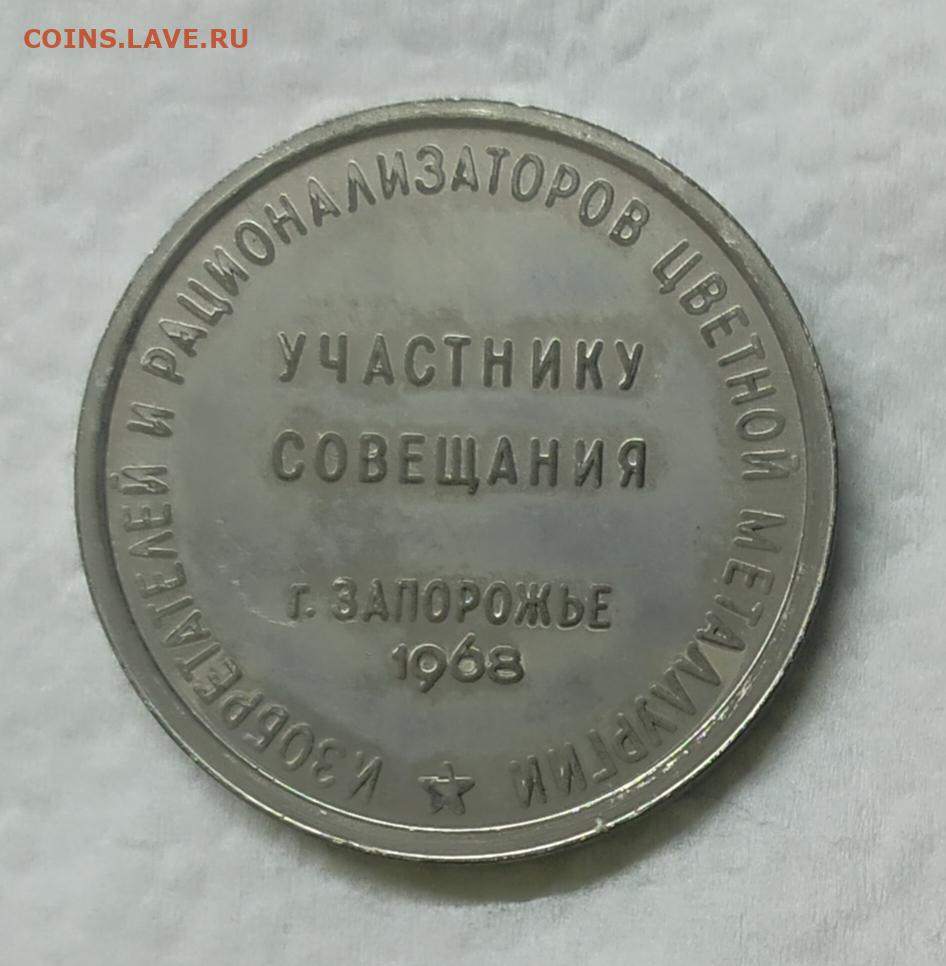 COINS.LAVE.RU
УЧАСТНИКУ
СОВЕЩАНИЯ
г. ЗАПОРОЖЬЕ
1968
ИЗОБРЕТАТЕЛЕЙ И РАЦИОНАЛИЗАТОРОВ ЦВЕТНОЙ МЕТАЛЛУРГИИ